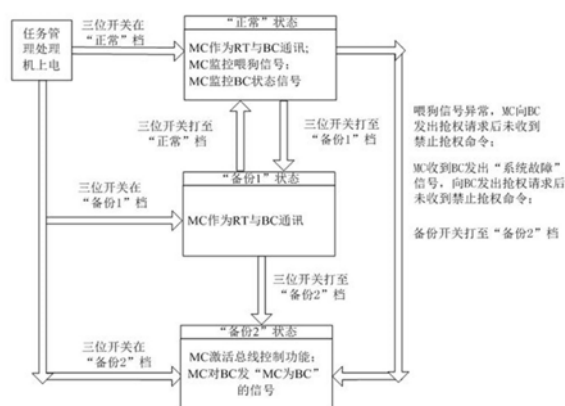 任务管
理处理
机上电
三位开关在
“正常”档
“正常”状态
MC作为RT与BC通讯;
MC监控喂狗信号;
MC监控BC状态信号
三位开关打至
“正常”档
三位开关打至
“备份1”档
三位开关在
“备份1”档
“备份1”状态
MC作为RT与BC通讯
三位开关打至
“备份2”档
三位开关在
“备份2”档
“备份2”状态
MC激活总线控制功能;
MC对BC发“MC为BC”
的信号
喂狗信号异常,MC向BC
发出抢权请求后未收到
禁止抢权命令;
MC收到BC发出“系统故障”
信号,向BC发出抢权请求后
未收到禁止抢权命令;
备份开关打至“备份2”档